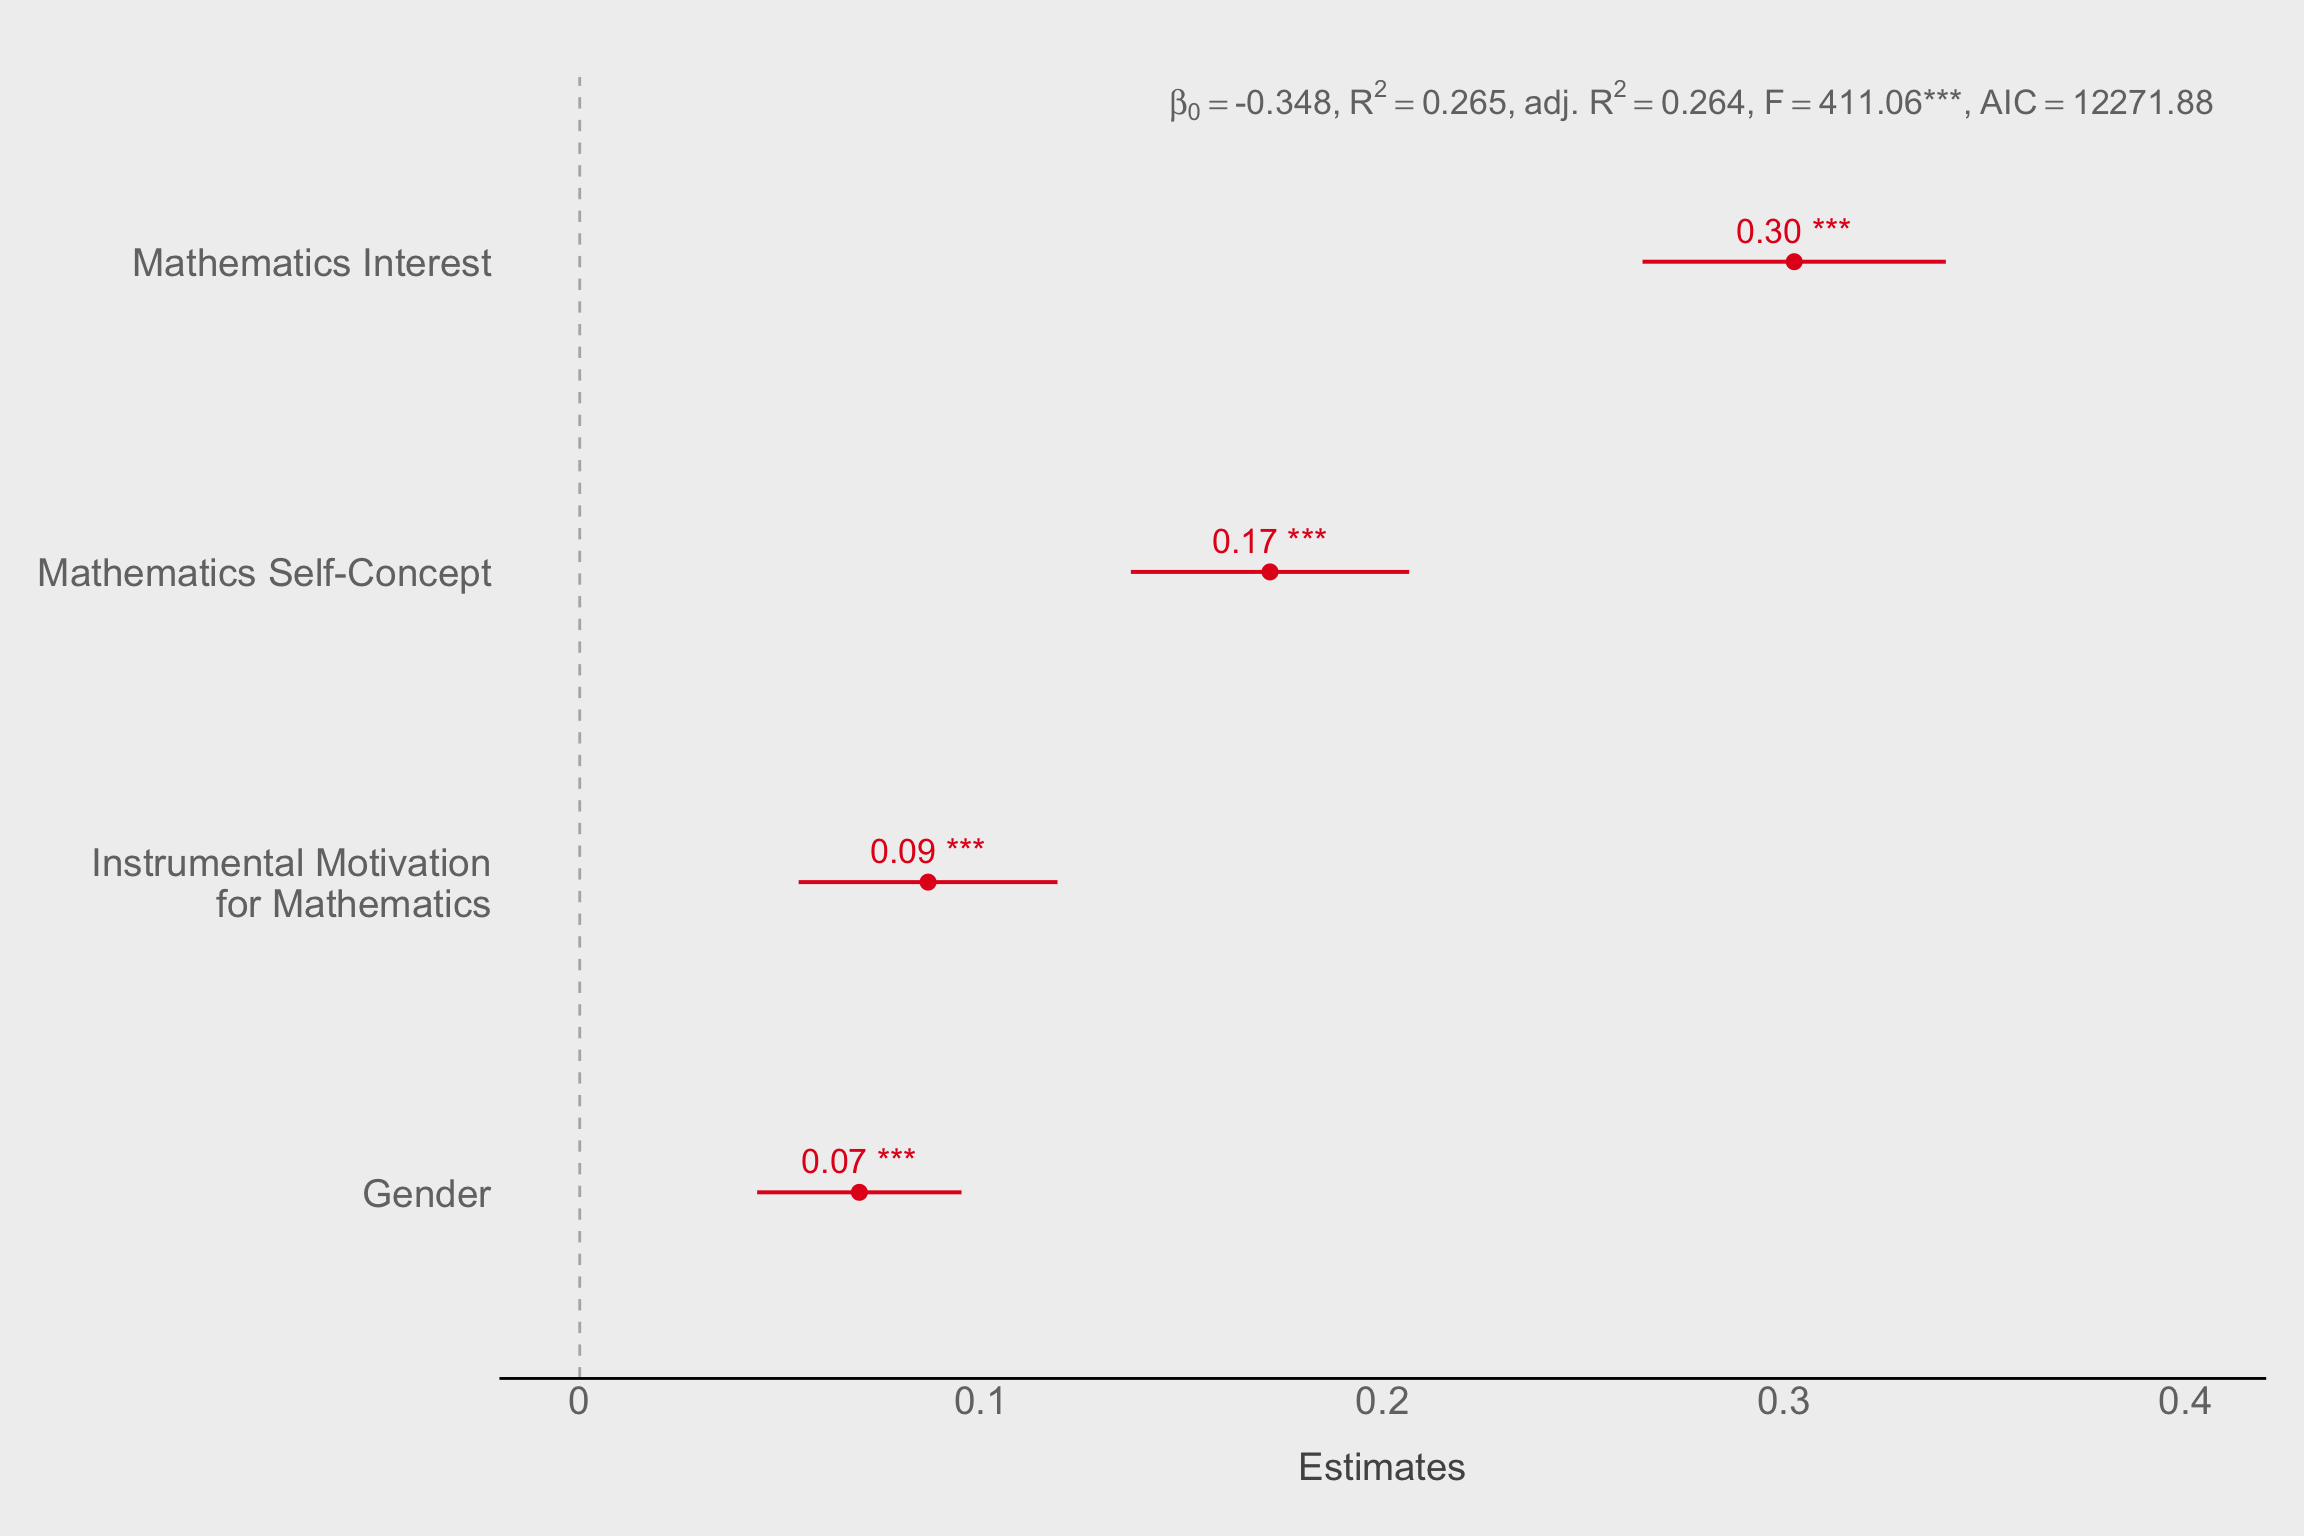 β0 = -0.348, R2 = 0.265, adj. R2 = 0.264, F = 411.06***, AIC = 12271.88
Mathematics Interest
0.30 ***
Mathematics Self-Concept
0.17 ***
Instrumental Motivation
for Mathematics
0.09 ***
Gender
0.07 ***
0 0.1 0.2 0.3 0.4
Estimates